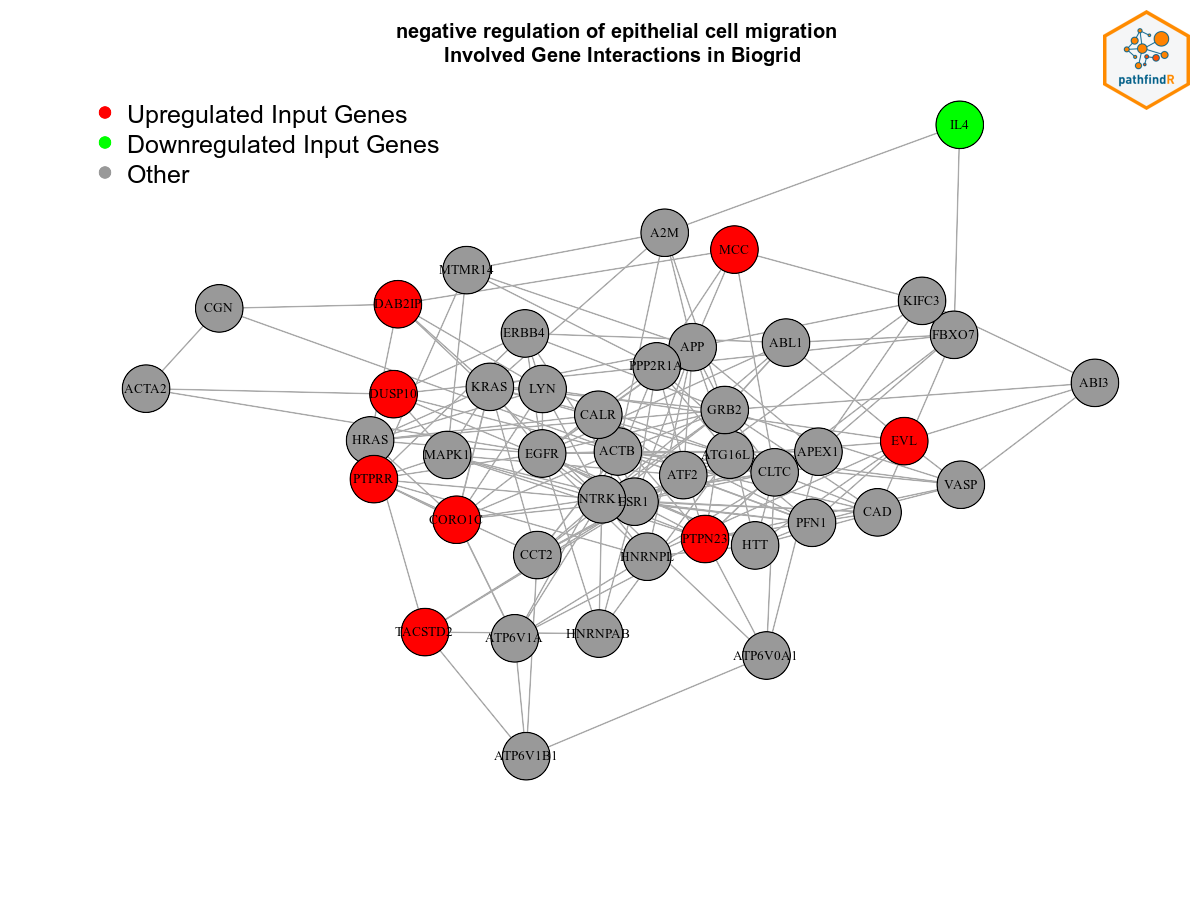 negative regulation of epithelial cell migration
Involved Gene Interactions in Biogrid
pathfindR
Upregulated Input Genes
Downregulated Input Genes
Other
IL4
A2M
MCC
MTMR14
DAB2IP
CGN
KIFC3
FBXO7
ERBB4
APP
ABL1
PPP2R1A
ACTA2
DUSP10
KRAS
LYN
ABI3
CALR
GRB2
HRAS
MAPK1
EGFR
ACTB
ATG16L
APEX1
EVL
PTPRR
ATF2
CLTC
VASP
NTRK1
ESR1
CORO1C
PFN1
CAD
CCT2
HNRNPL
PTPN23
HTT
TACSTD2
ATP6V1A
HNRNPAB
ATP6V0A1
ATP6V1B1